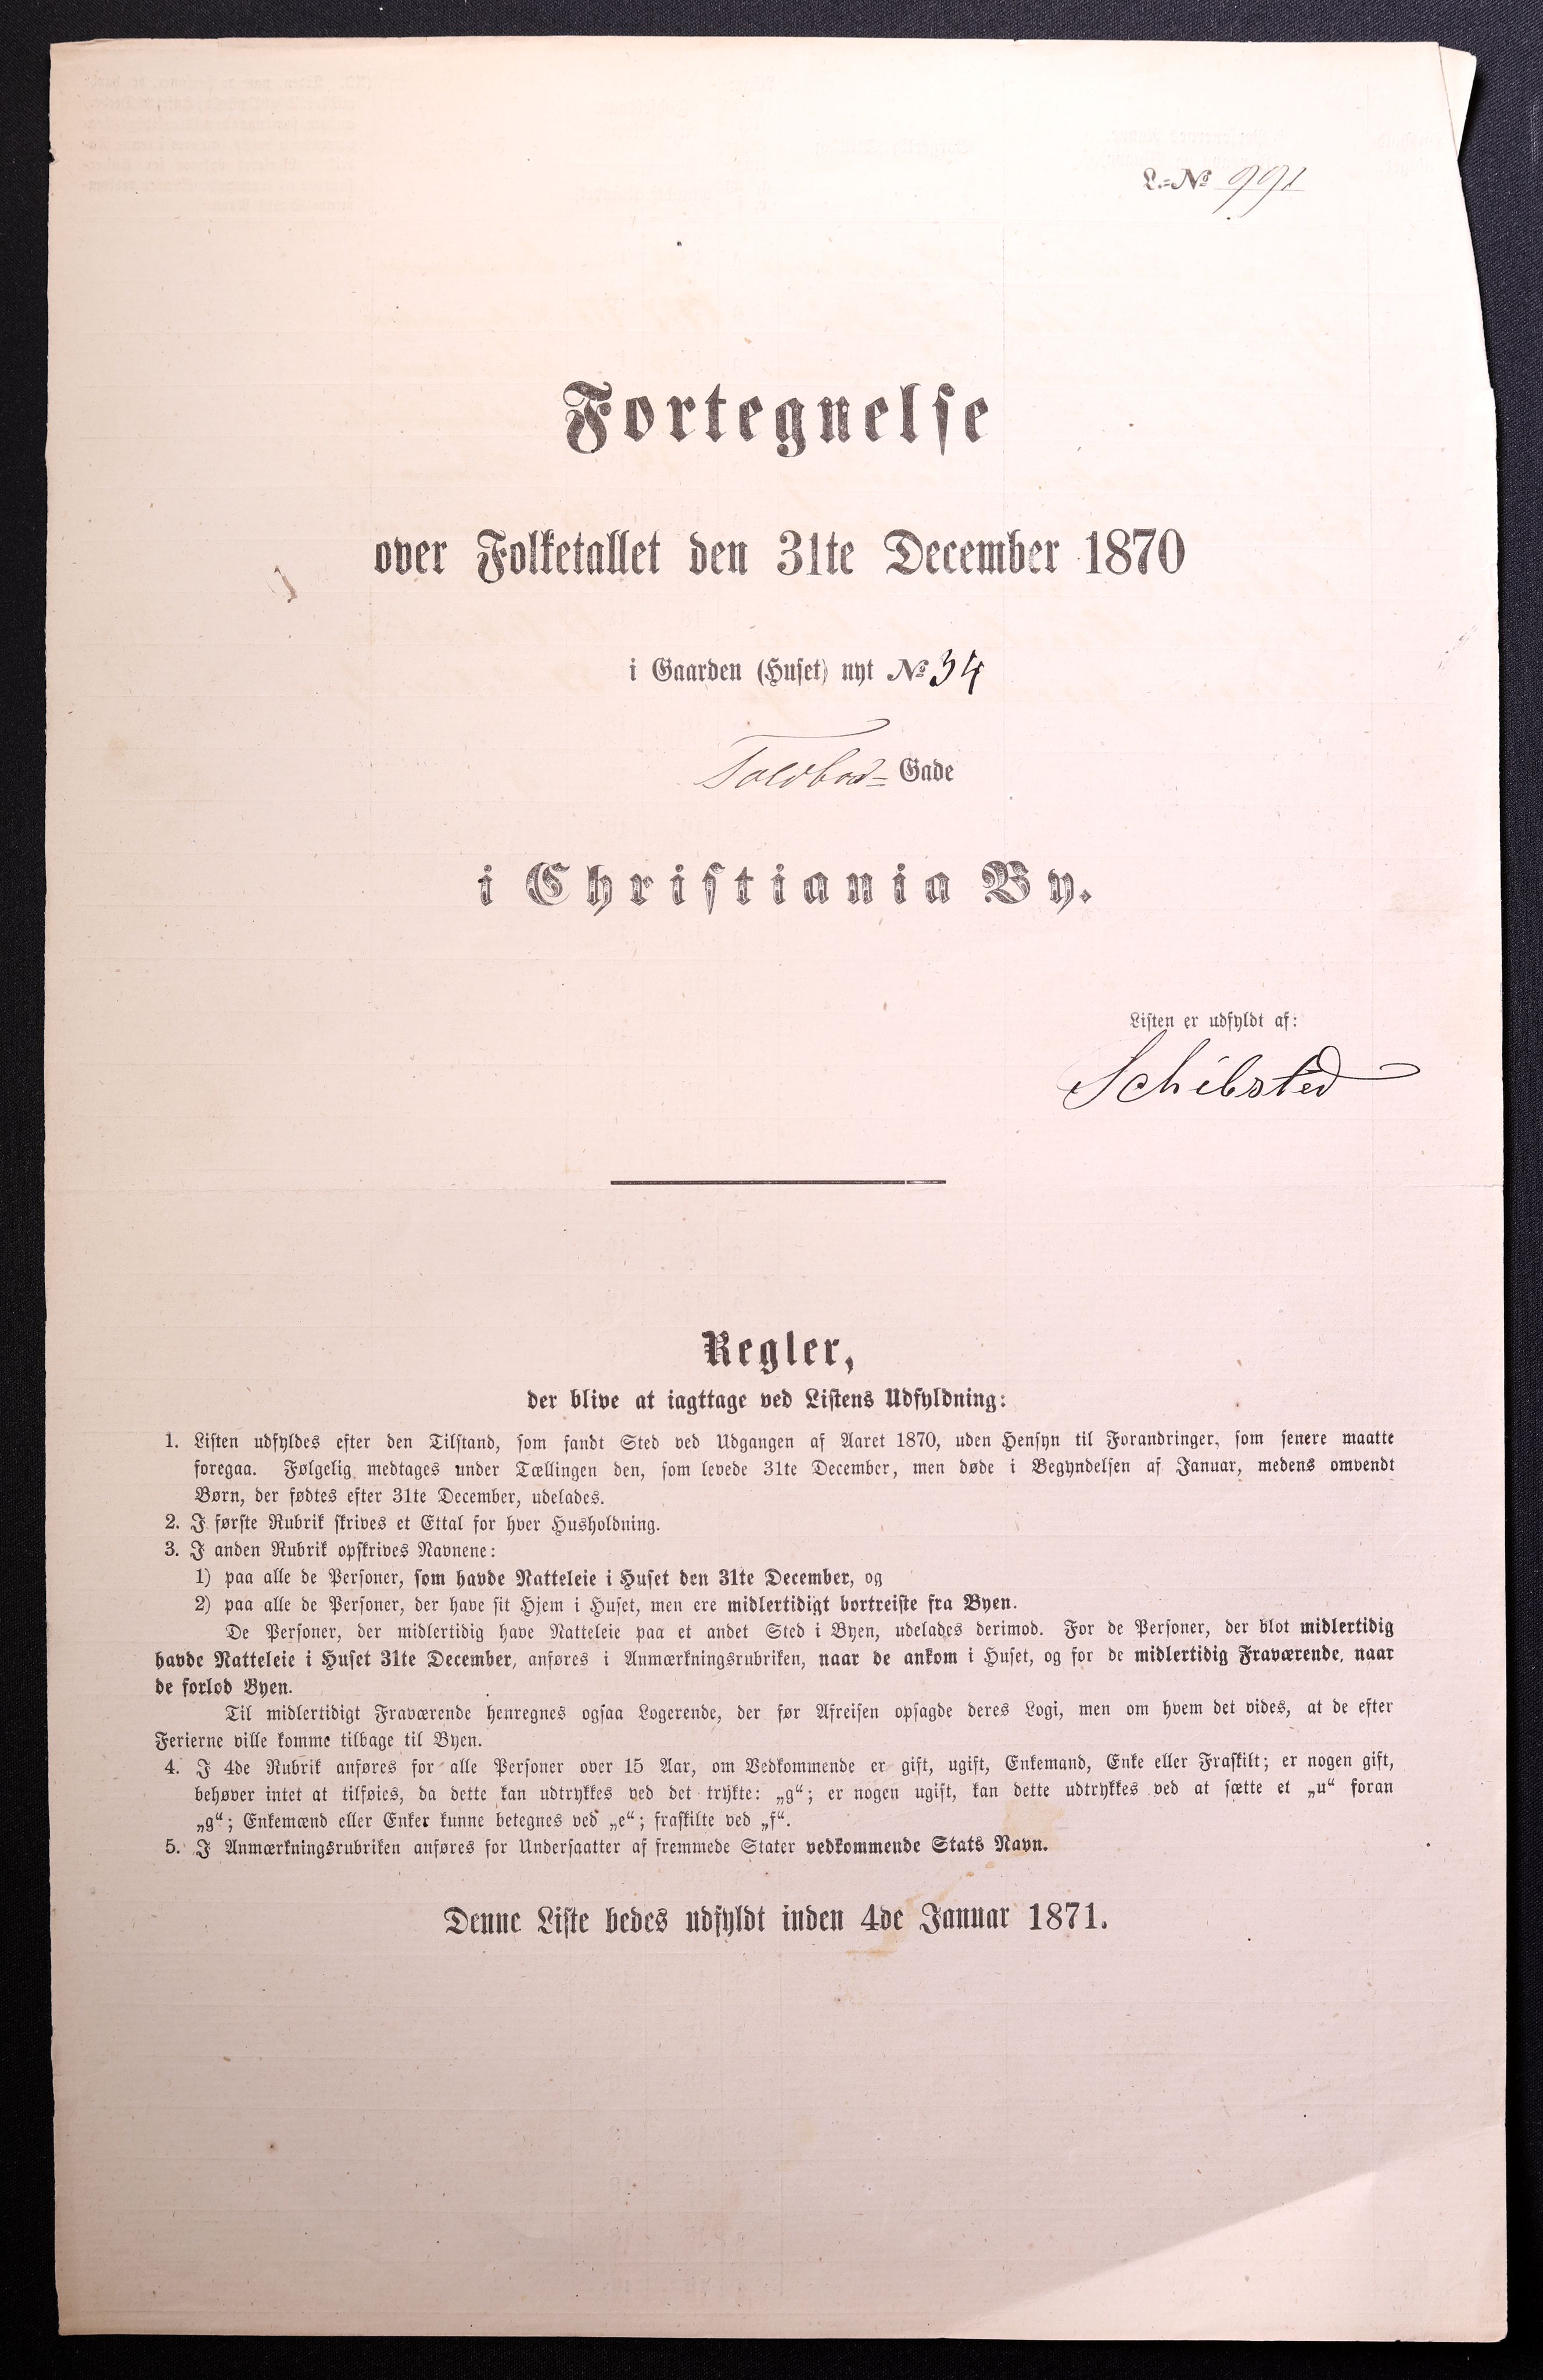 L.-No 991
Fortegnelse
over Folketallet den 31te December 1870
i Gaarden (Huset) nyt No 34
Toldbod- Gade
i Christiania By.
Listen er udfyldt af:
Schibsted
Regler,
der blive at iagttage ved Listens Udfyldning:
1. Listen udfyldes efter den Tilstand, som fandt Sted ved Udgangen af Aaret 1870, uden Hensyn til Forandringer, som senere maatte
foregaa. Følgelig medtages under Tællingen den, som levede 31te December, men døde i Begyndelsen af Januar, medens omvendt
Børn, der fødtes efter 31te December, udelades.
2. I første Rubrik skrives et Ettal for hver Husholdning.
3. I anden Rubrik opskrives Navnene:
1) paa alle de Personer, som havde Natteleie i Huset den 31te December, og
2) paa alle de Personer, der have sit Hjem i Huset, men ere midlertidigt bortreiste fra Byen.
De Personer, der midlertidig have Natteleie paa et andet Sted i Byen, udelades derimod. For de Personer, der blot midlertidig
havde Natteleie i Huset 31te December, anføres i Anmærkningsrubriken, naar de ankom i Huset, og for de midlertidig Fraværende, naar
de forlod Byen.
Til midlertidigt Fraværende henregnes ogsaa Logerende, der før Afreisen opsagde deres Logi, men om hvem det vides, at de efter
Ferierne ville komme tilbage til Byen.
4. I 4de Rubrik anføres for alle Personer over 15 Aar, om Vedkommende er gift, ugift, Enkemand, Enke eller Fraskilt; er nogen gift,
behøver intet at tilføies, da dette kan udtrykkes ved det trykte: „g“; er nogen ugift, kan dette udtrykkes ved at sætte et „u“ foran
„g“; Enkemænd eller Enker kunne betegnes ved „e“; fraskilte ved „f“.
5. I Anmærkningsrubriken anføres for Undersaatter af fremmede Stater vedkommende Stats Navn.
Denne Liste bedes udfyldt inden 4de Januar 1871.